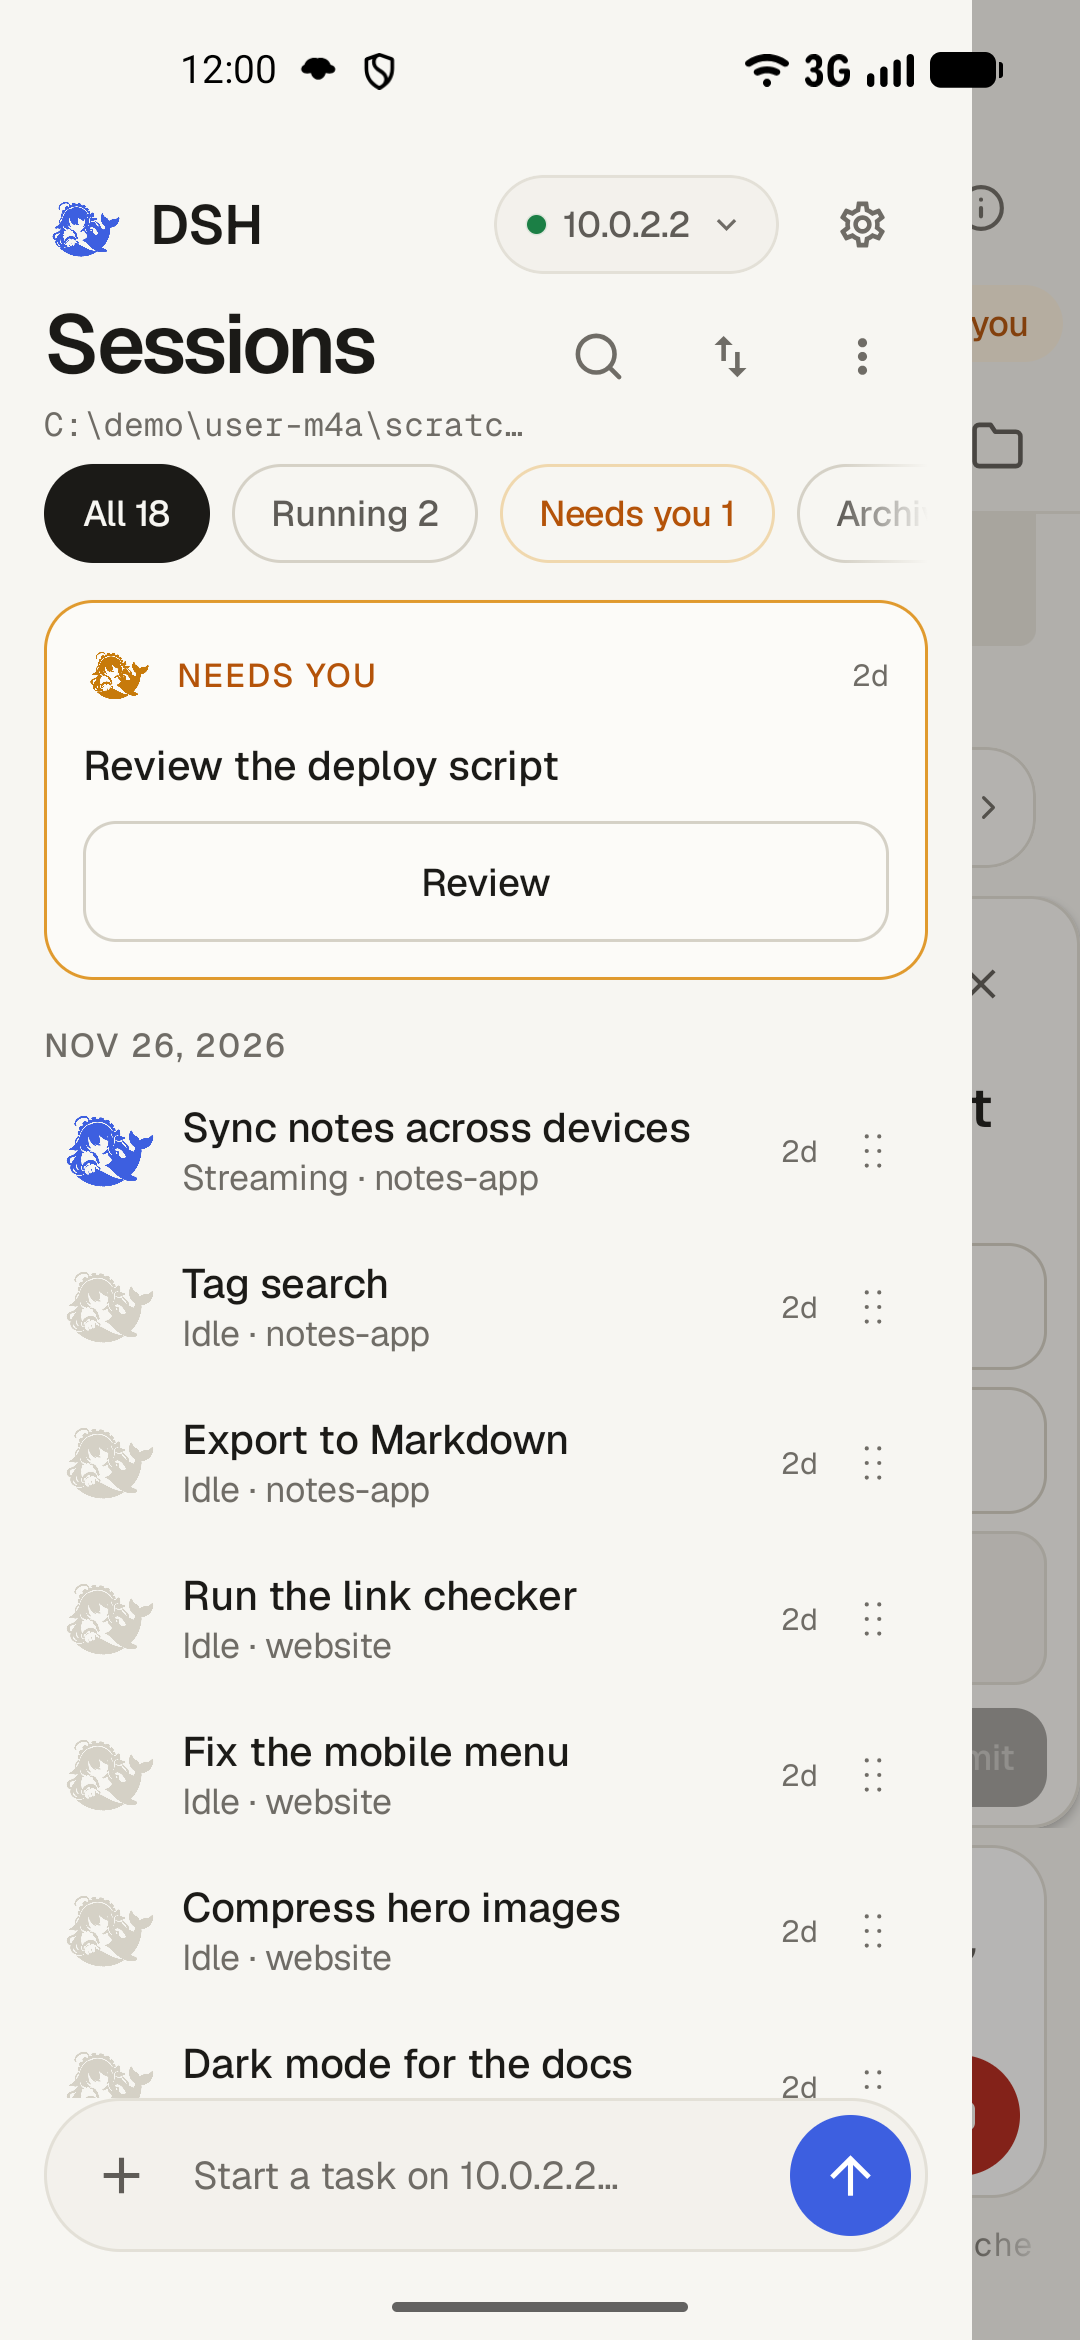 12:00
3G
DSH
10.0.2.2
Sessions
C:\demo\user-m4a\scratc…
All 18
Running 2
Needs you 1
Archi
you
NEEDS YOU
2d
Review the deploy script
Review
NOV 26, 2026
Sync notes across devices
2d
Streaming · notes-app
Tag search
2d
Idle · notes-app
Export to Markdown
2d
Idle · notes-app
Run the link checker
2d
Idle · website
Fix the mobile menu
2d
Idle · website
Compress hero images
2d
Idle · website
Dark mode for the docs
2d
Start a task on 10.0.2.2…
t
mit
che